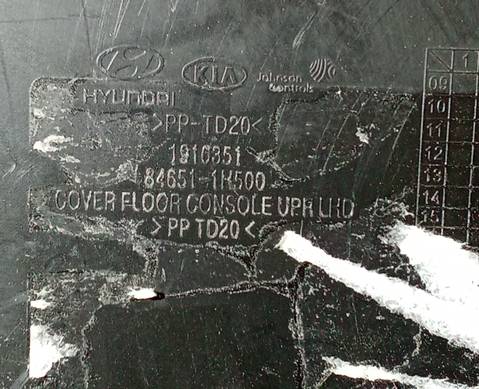 HYUNDAI
KIA
Johnson Controls
>PP-TD20<
1916351
84651-1H500
COVER FLOOR CONSOLE UPR LHD
>PP TD20<
1
09
10
11
12
13
14
15